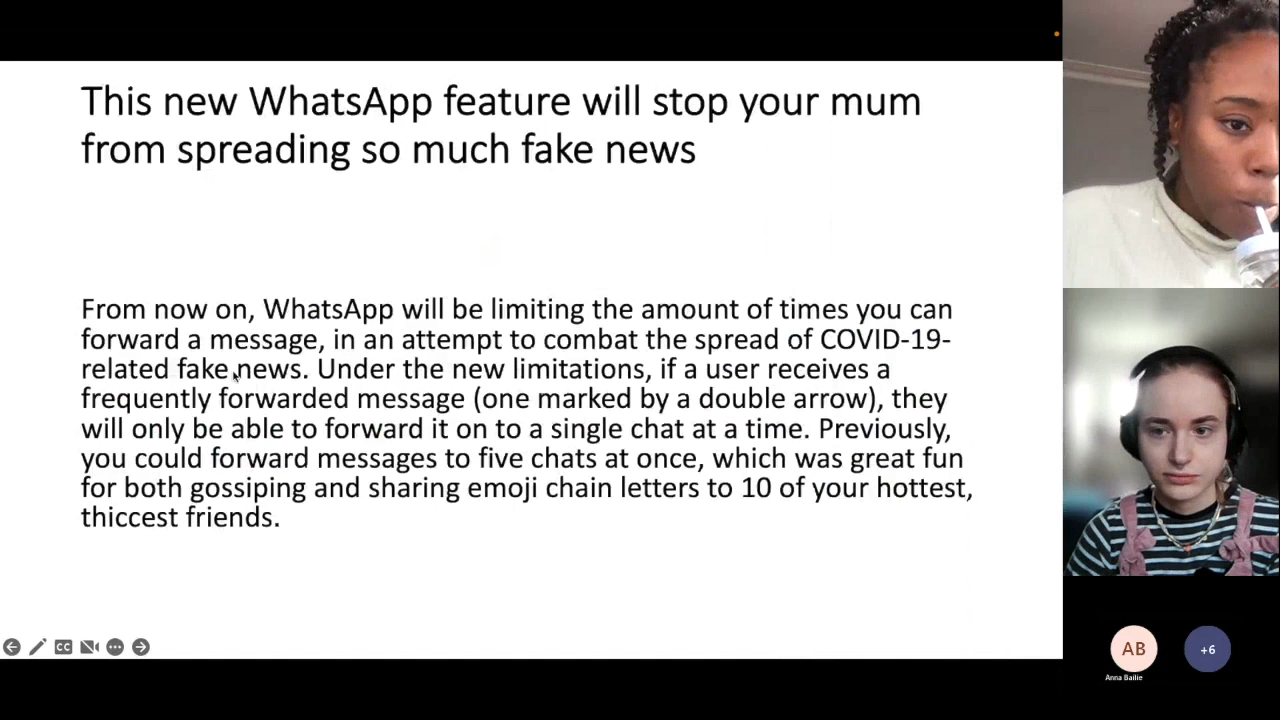 This new WhatsApp feature will stop your mum
from spreading so much fake news
From now on, WhatsApp will be limiting the amount of times you can
forward a message, in an attempt to combat the spread of COVID-19-
related fake news. Under the new limitations, if a user receives a
frequently forwarded message (one marked by a double arrow), they
will only be able to forward it on to a single chat at a time. Previously,
you could forward messages to five chats at once, which was great fun
for both gossiping and sharing emoji chain letters to 10 of your hottest,
thiccest friends.
CC
AB
+6
Anna Bailie